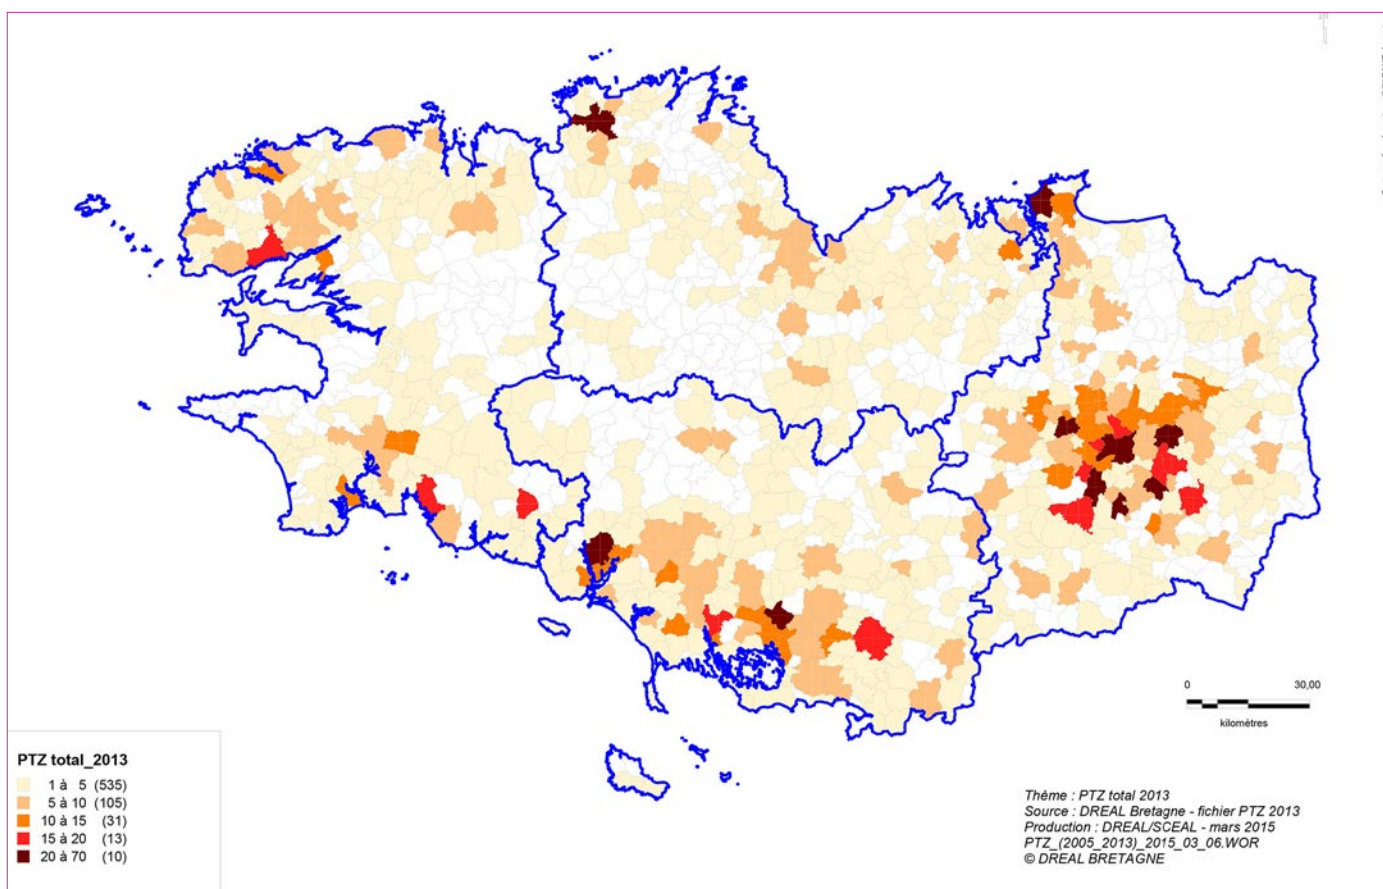 0 30,00
kilomètres
PTZ total_2013
1 à 5 (535)
5 à 10 (105)
10 à 15 (31)
15 à 20 (13)
20 à 70 (10)
Thème : PTZ total 2013
Source : DREAL Bretagne - fichier PTZ 2013
Production : DREAL/SCEAL - mars 2015
PTZ_(2005_2013)_2015_03_06.WOR
© DREAL BRETAGNE